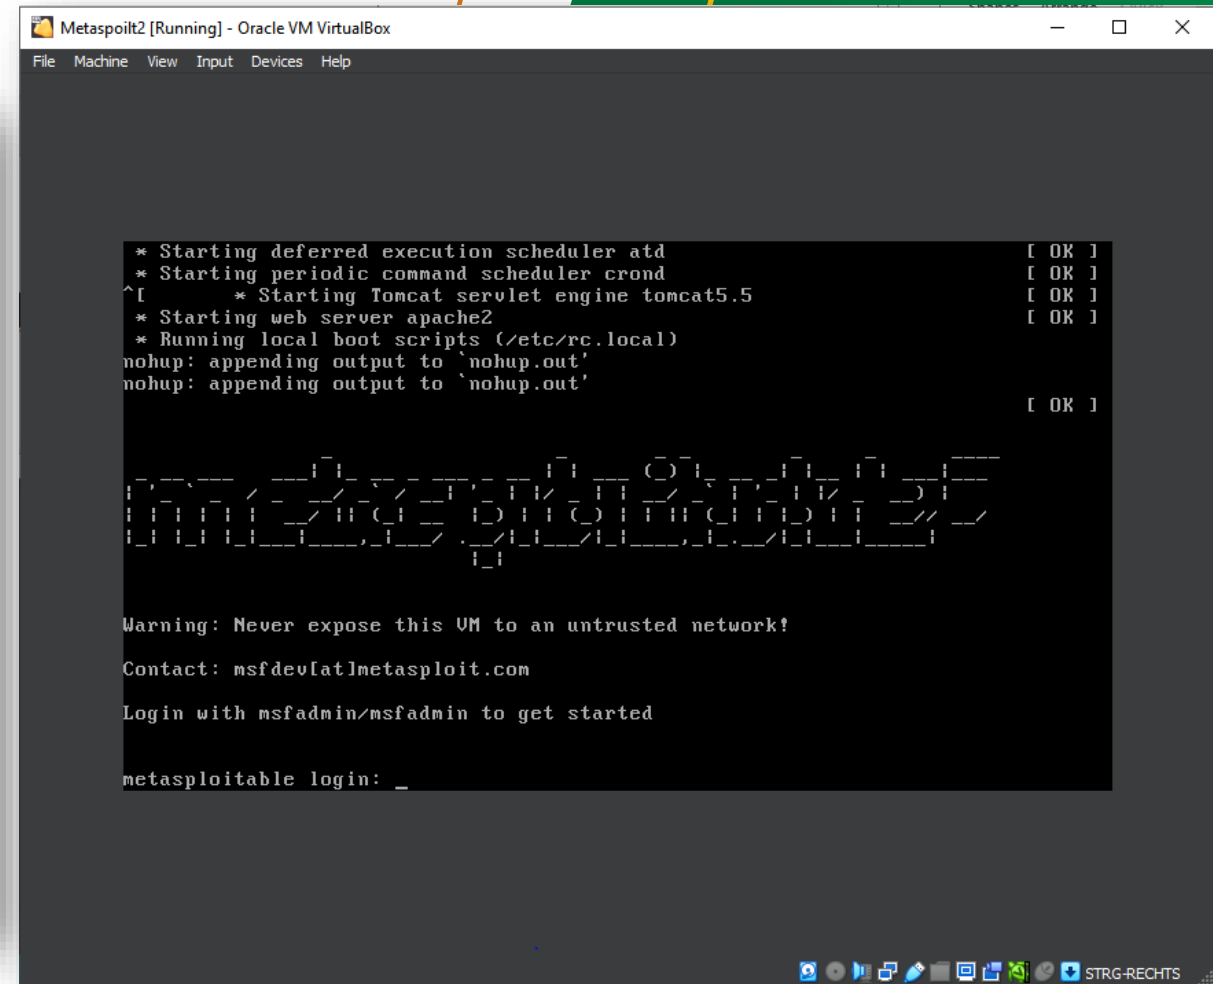 Metaspoilt2 [Running] - Oracle VM VirtualBox
File Machine View Input Devices Help
* Starting deferred execution scheduler atd [ OK ]
* Starting periodic command scheduler crond [ OK ]
^[ * Starting Tomcat servlet engine tomcat5.5 [ OK ]
* Starting web server apache2 [ OK ]
* Running local boot scripts (/etc/rc.local)
nohup: appending output to `nohup.out'
nohup: appending output to `nohup.out'
[ OK ]
metasploitable2
Warning: Never expose this VM to an untrusted network!
Contact: msfdev[at]metasploit.com
Login with msfadmin/msfadmin to get started
metasploitable login: _
STRG-RECHTS